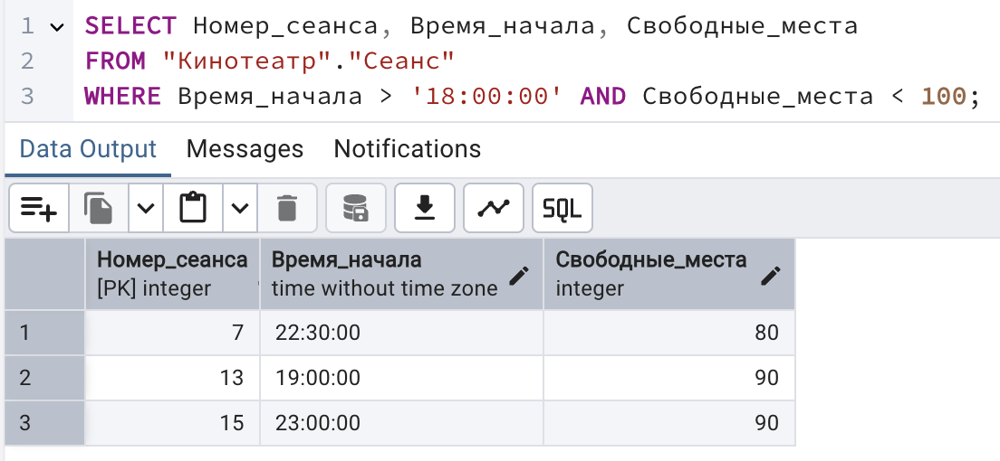 1 SELECT Номер_сеанса, Время_начала, Свободные_места
2 FROM "Кинотеатр"."Сеанс"
3 WHERE Время_начала > '18:00:00' AND Свободные_места < 100;
Data Output Messages Notifications
SQL
Номер_сеанса Время_начала Свободные_места
[PK] integer time without time zone integer
1 7 22:30:00 80
2 13 19:00:00 90
3 15 23:00:00 90